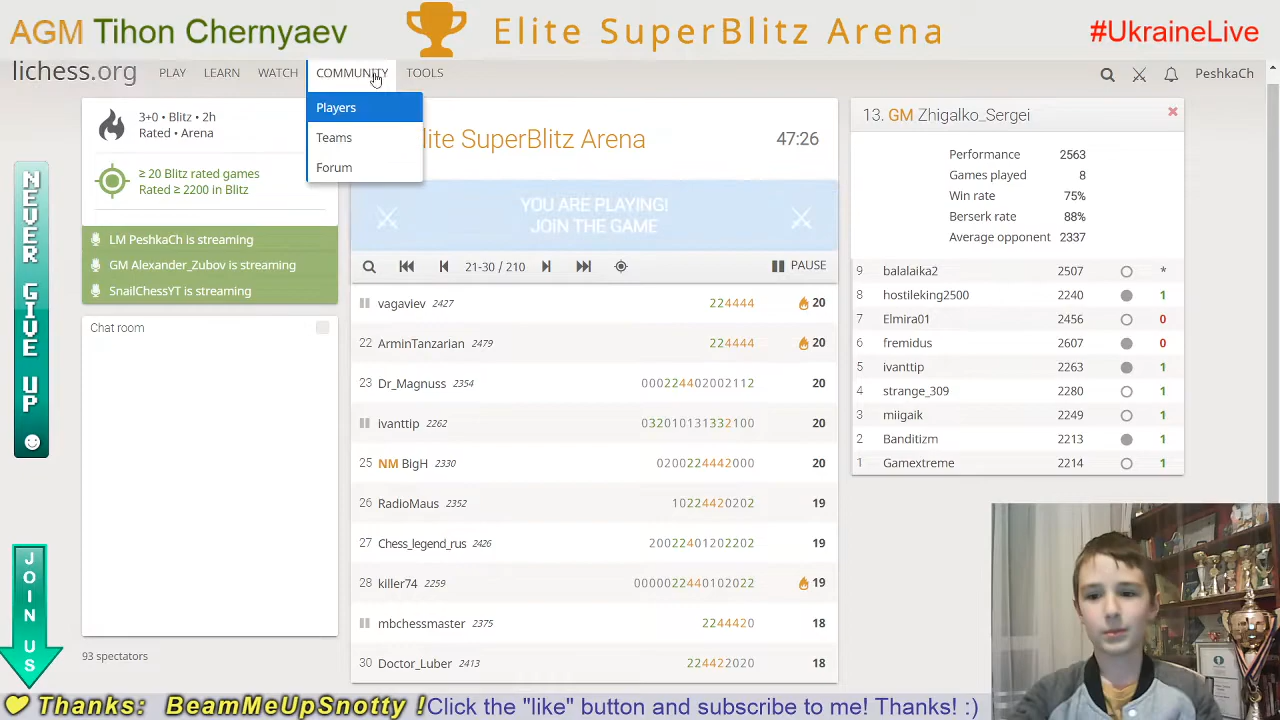 AGM Tihon Chernyaev
Elite SuperBlitz Arena
#UkraineLive
lichess.org
PLAY
LEARN
WATCH
COMMUNITY
TOOLS
PeshkaCh
Players
Teams
Forum
3+0 • Blitz • 2h
Rated • Arena
≥ 20 Blitz rated games
Rated ≥ 2200 in Blitz
LM PeshkaCh is streaming
GM Alexander_Zubov is streaming
SnailChessYT is streaming
Chat room
93 spectators
NEVER GIVE UP
JOIN US
lite SuperBlitz Arena
47:26
YOU ARE PLAYING!
JOIN THE GAME
21-30 / 210
PAUSE
vagaviev 2427 224444 20
22 ArminTanzarian 2479 224444 20
23 Dr_Magnuss 2354 000224402002112 20
ivanttip 2262 0320101313321​00 20
25 NM BigH 2330 0200224442000 20
26 RadioMaus 2352 10224420202 19
27 Chess_legend_rus 2426 200224401202202 19
28 killer74 2259 00000224401020​22 19
mbchessmaster 2375 2244420 18
30 Doctor_Luber 2413 224422020 18
13. GM Zhigalko_Sergei
Performance 2563
Games played 8
Win rate 75%
Berserk rate 88%
Average opponent 2337
9 balalaika2 2507 *
8 hostileking2500 2240 1
7 Elmira01 2456 0
6 fremidus 2607 0
5 ivanttip 2263 1
4 strange_309 2280 1
3 miigaik 2249 1
2 Banditizm 2213 1
1 Gamextreme 2214 1
Thanks: BeamMeUpSnotty !Click the "like" button and subscribe to me! Thanks! :)